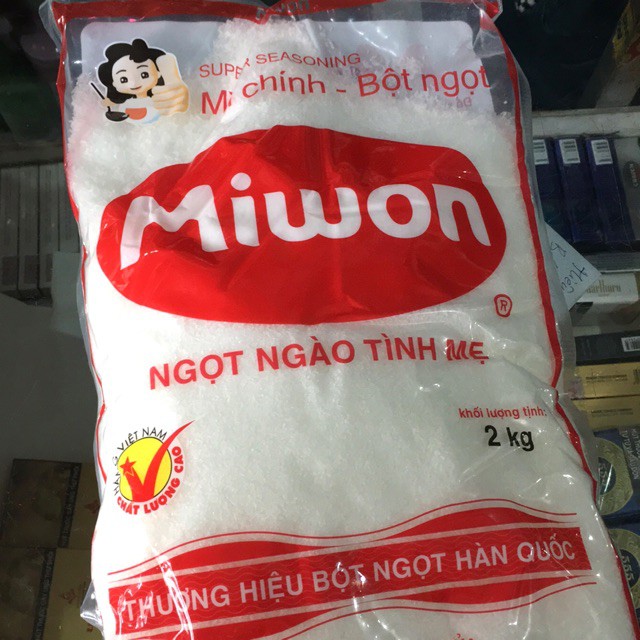 SUPER SEASONING
Mì chính - Bột ngọt
Miwon
®
NGỌT NGÀO TÌNH MẸ
khối lượng tịnh:
2 kg
VIỆT NAM
CHẤT LƯỢNG CAO
THƯƠNG HIỆU BỘT NGỌT HÀN QUỐC